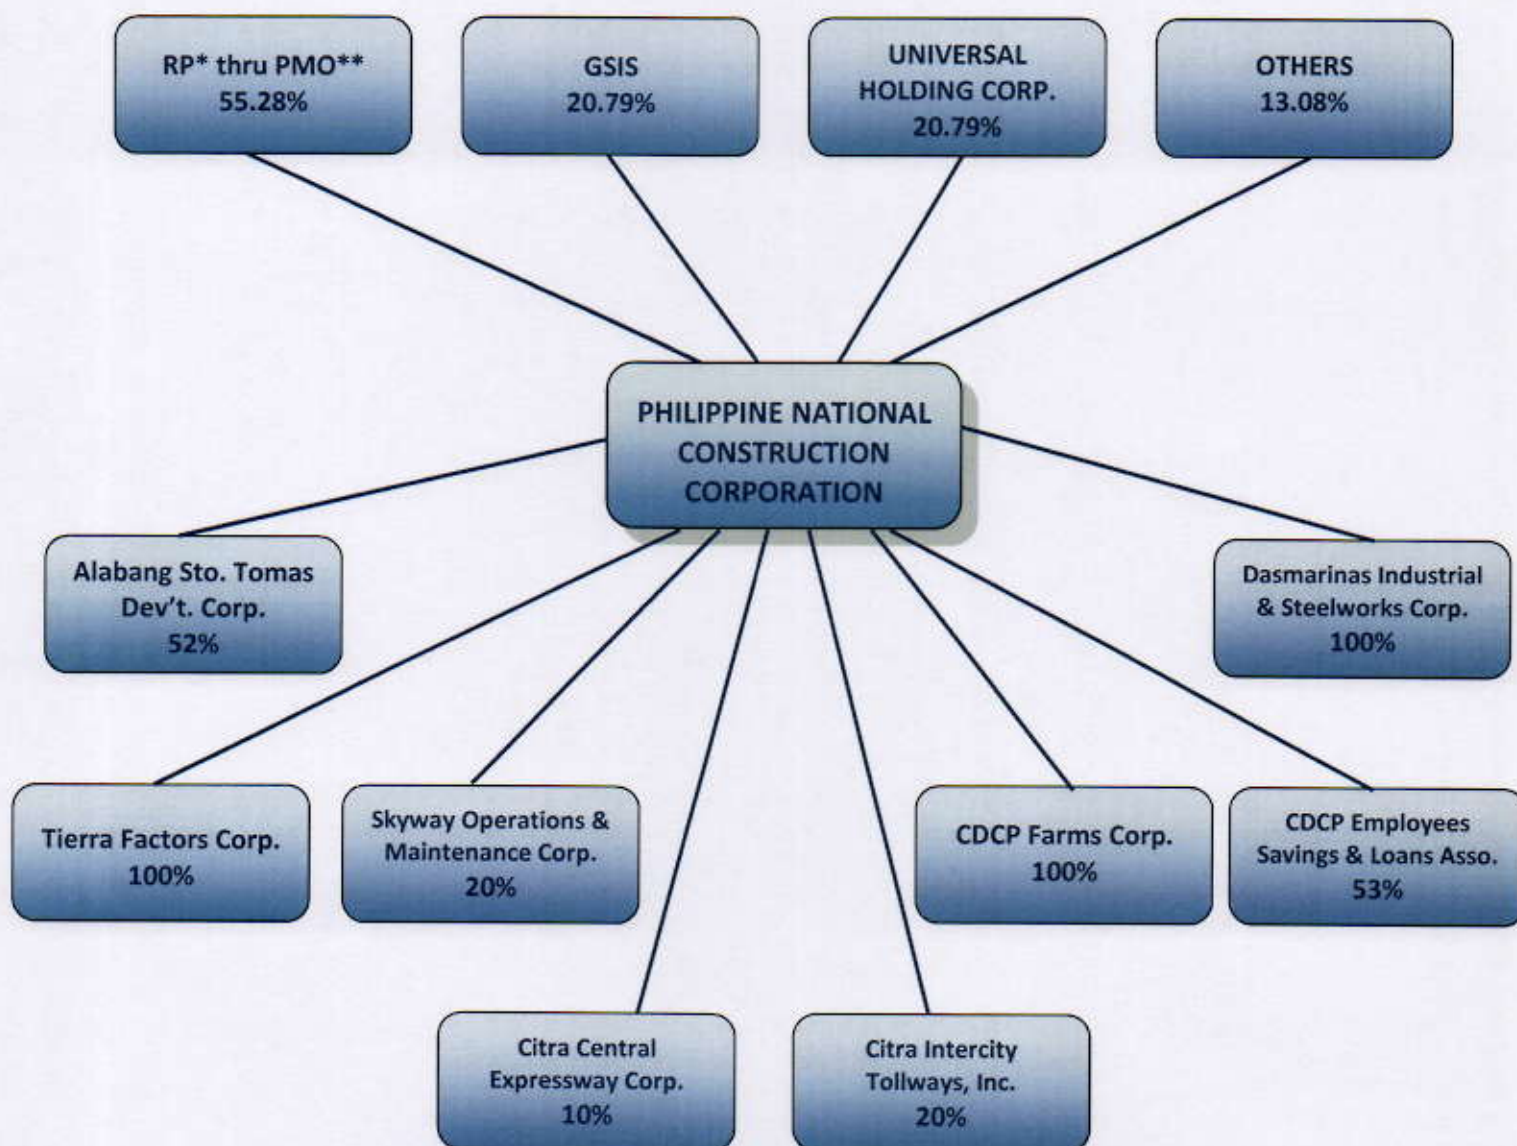 RP* thru PMO**
55.28%
GSIS
20.79%
UNIVERSAL
HOLDING CORP.
20.79%
OTHERS
13.08%
PHILIPPINE NATIONAL
CONSTRUCTION
CORPORATION
Alabang Sto. Tomas
Dev't. Corp.
52%
Dasmarinas Industrial
& Steelworks Corp.
100%
Tierra Factors Corp.
100%
Skyway Operations &
Maintenance Corp.
20%
CDCP Farms Corp.
100%
CDCP Employees
Savings & Loans Asso.
53%
Citra Central
Expressway Corp.
10%
Citra Intercity
Tollways, Inc.
20%